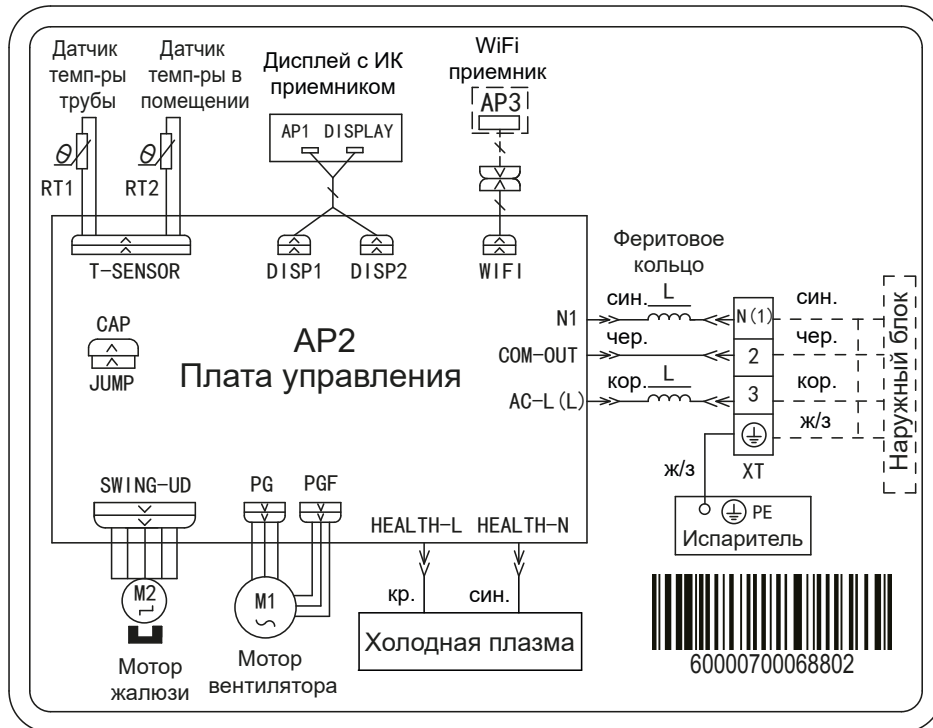 Датчик
темп-ры
трубы
Датчик
темп-ры в
помещении
Дисплей с ИК
приемником
WiFi
приемник
AP3
AP1 DISPLAY
RT1
RT2
T-SENSOR
DISP1
DISP2
WIFI
Феритовое
кольцо
CAP
JUMP
AP2
Плата управления
N1
син.
L
N(1)
син.
COM-OUT
чер.
2
чер.
AC-L(L)
кор.
L
3
кор.
ж/з
ж/з
XT
Наружный блок
PE
Испаритель
SWING-UD
PG
PGF
HEALTH-L
HEALTH-N
M2
M1
кр.
син.
Холодная плазма
Мотор
жалюзи
Мотор
вентилятора
60000700068802